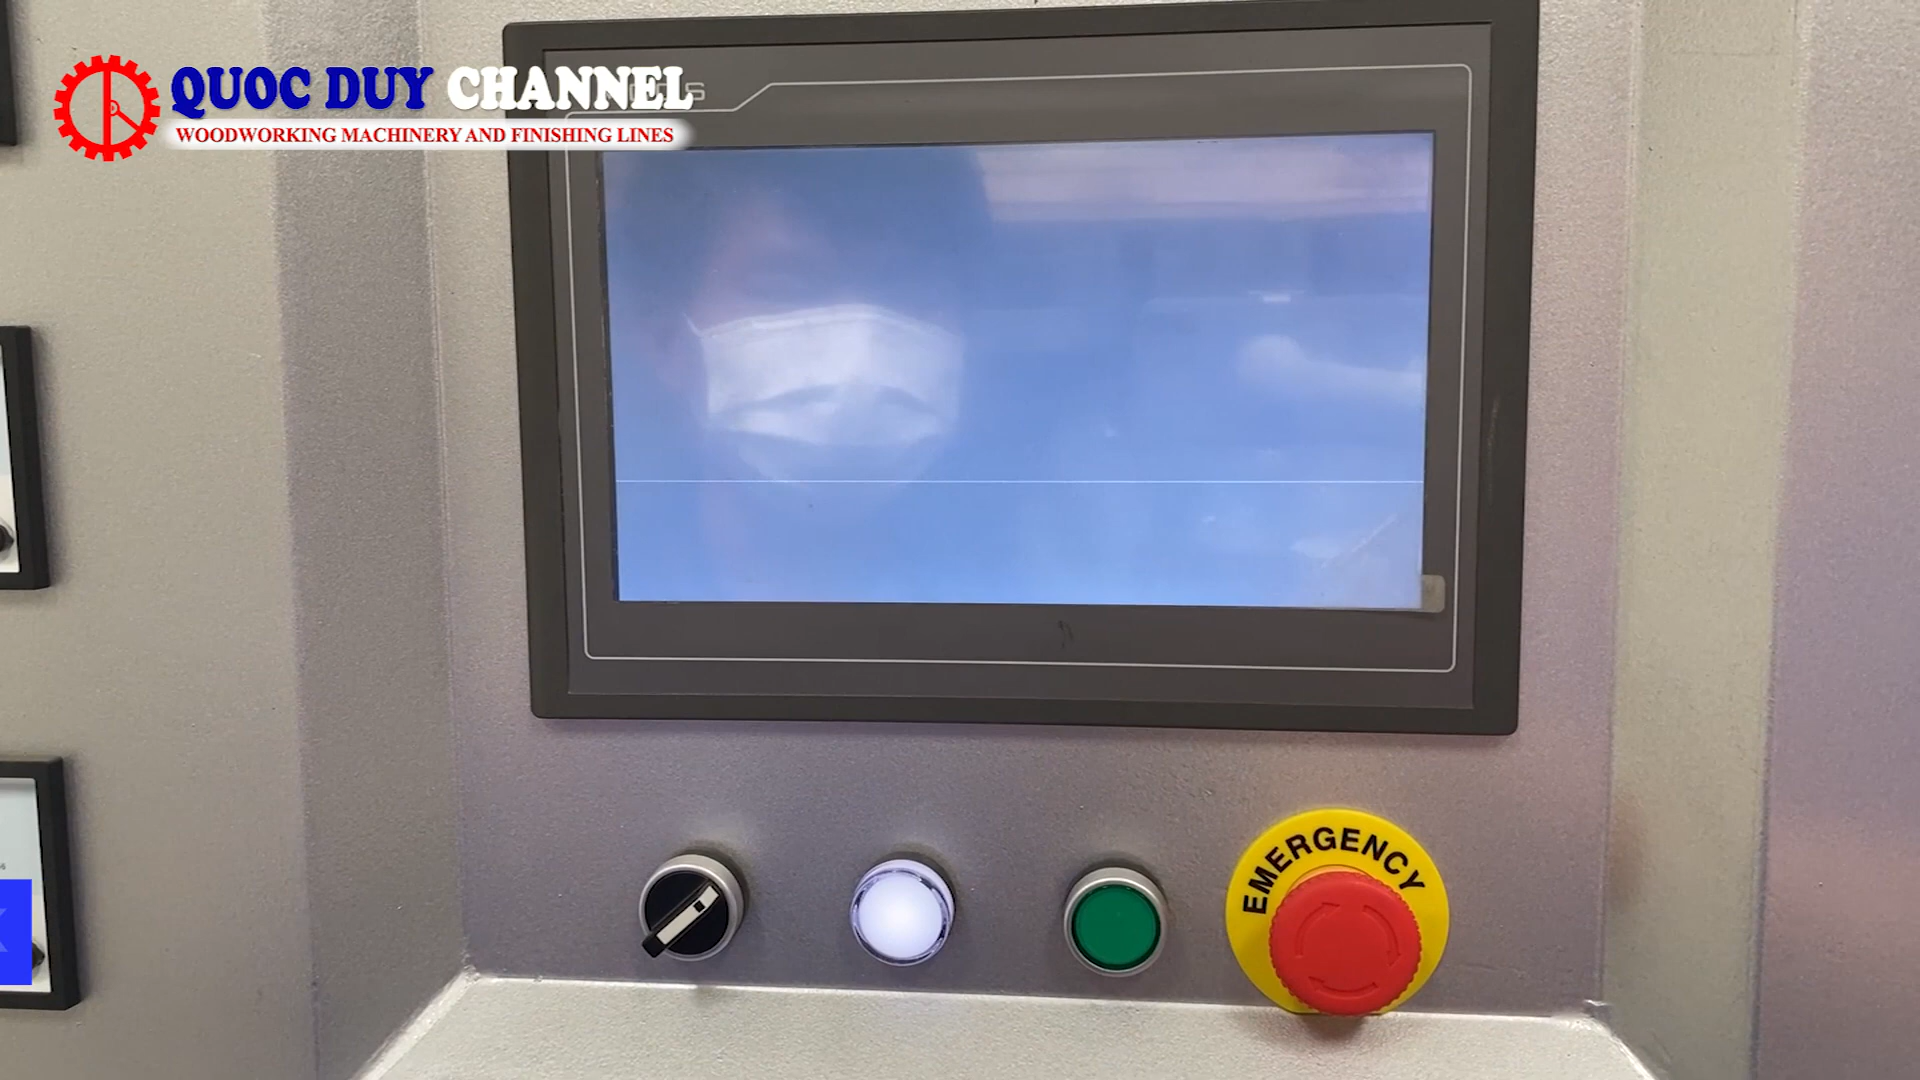 QUOC DUY CHANNEL
WOODWORKING MACHINERY AND FINISHING LINES
EMERGENCY